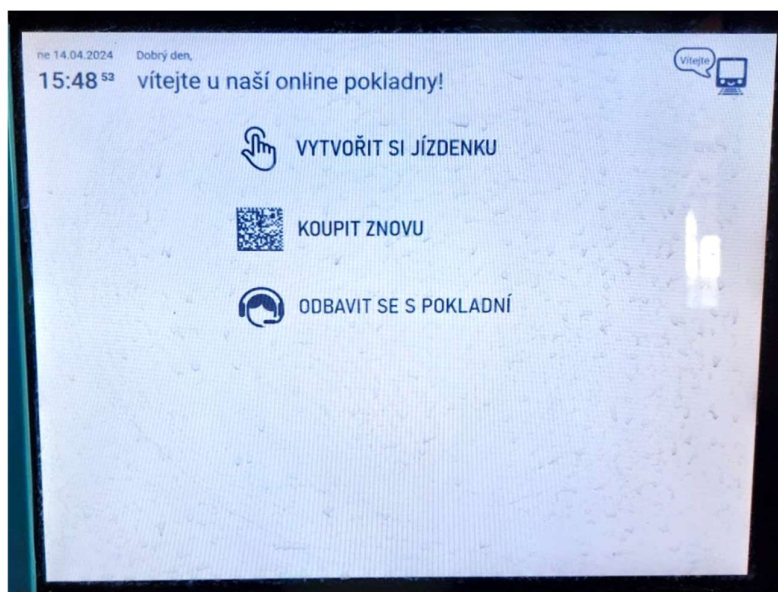 ne 14.04.2024 Dobrý den,
15:48 53 vítejte u naší online pokladny!
Vítejte
VYTVOŘIT SI JÍZDENKU
KOUPIT ZNOVU
ODBAVIT SE S POKLADNÍ